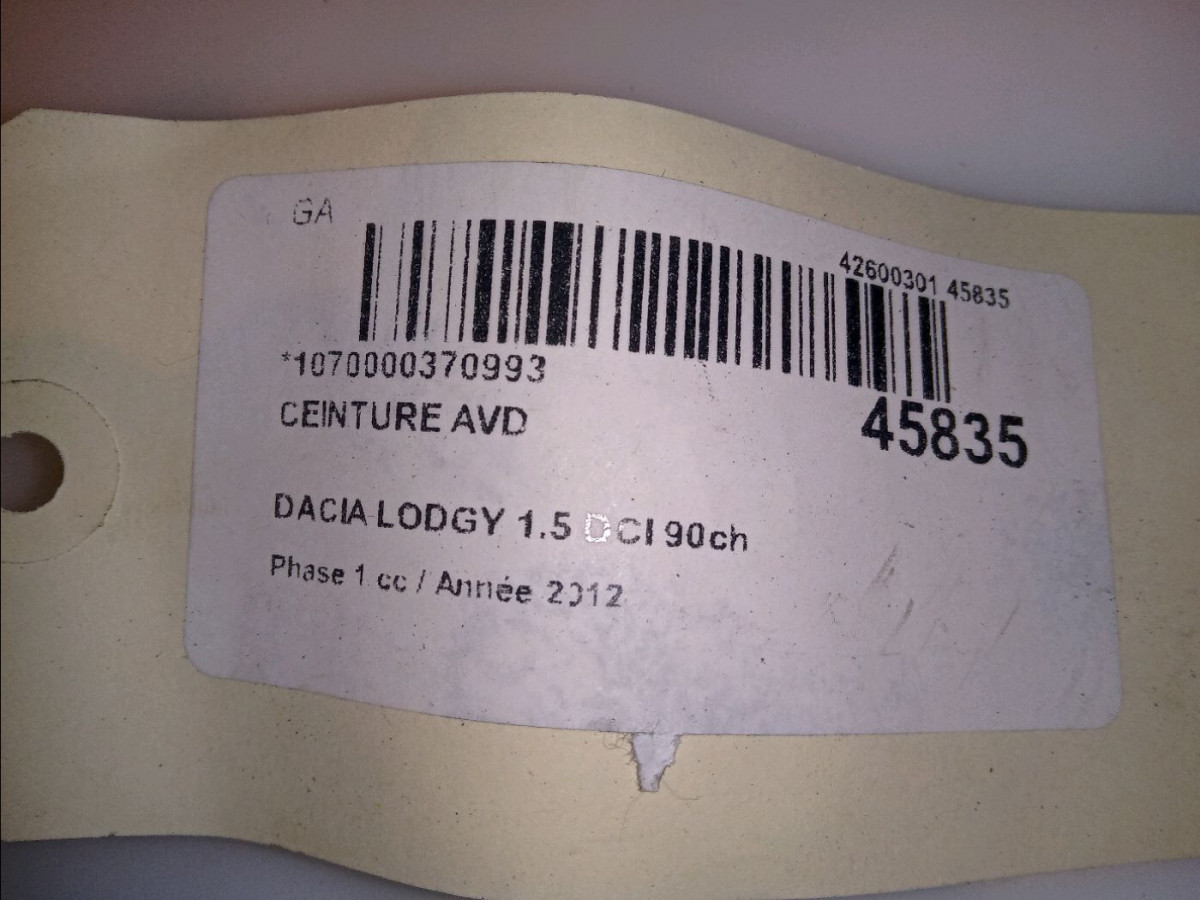 GA
42600301 45835
*1070000370993
CEINTURE AVD
45835
DACIA LODGY 1.5 DCI 90ch
Phase 1 cc / Année 2012